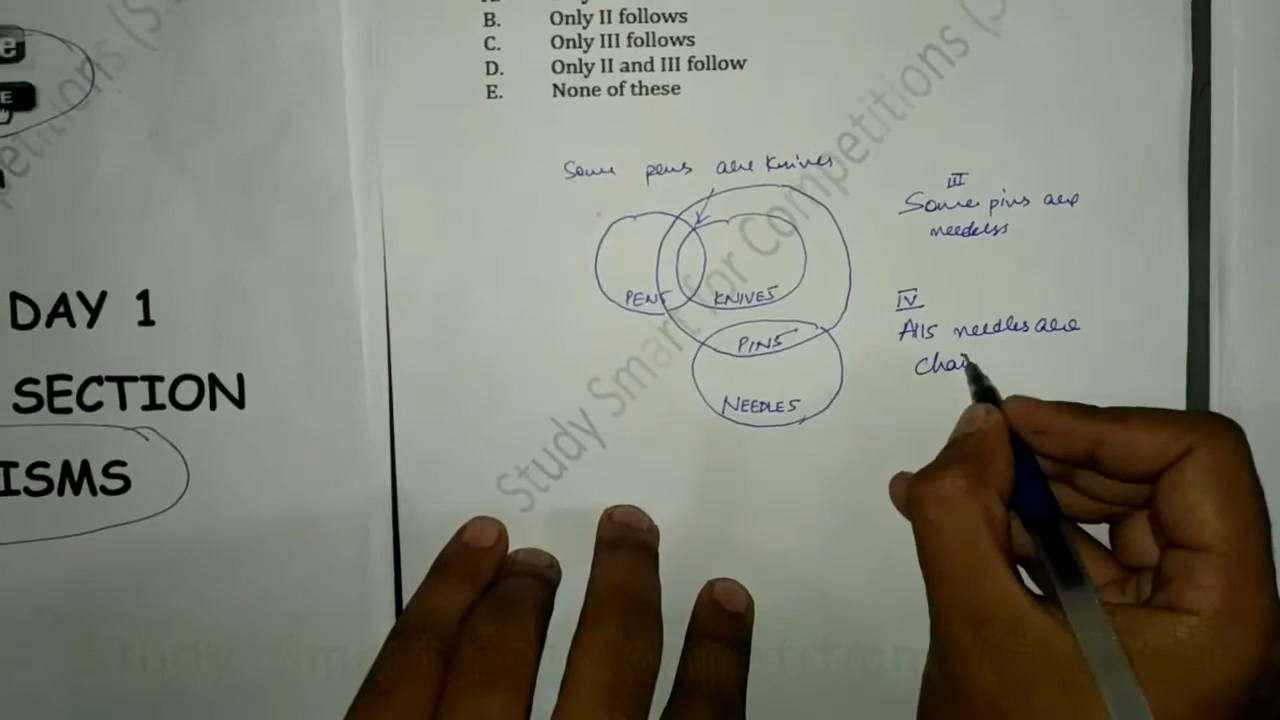 B. Only II follows
C. Only III follows
D. Only II and III follow
E. None of these
Some pens are Knives
PENS
KNIVES
PINS
NEEDLES
III
Some pins are
needless
IV
All needles are
chai
DAY 1
SECTION
ISMS
e
E
Study Smart for Competitions (S